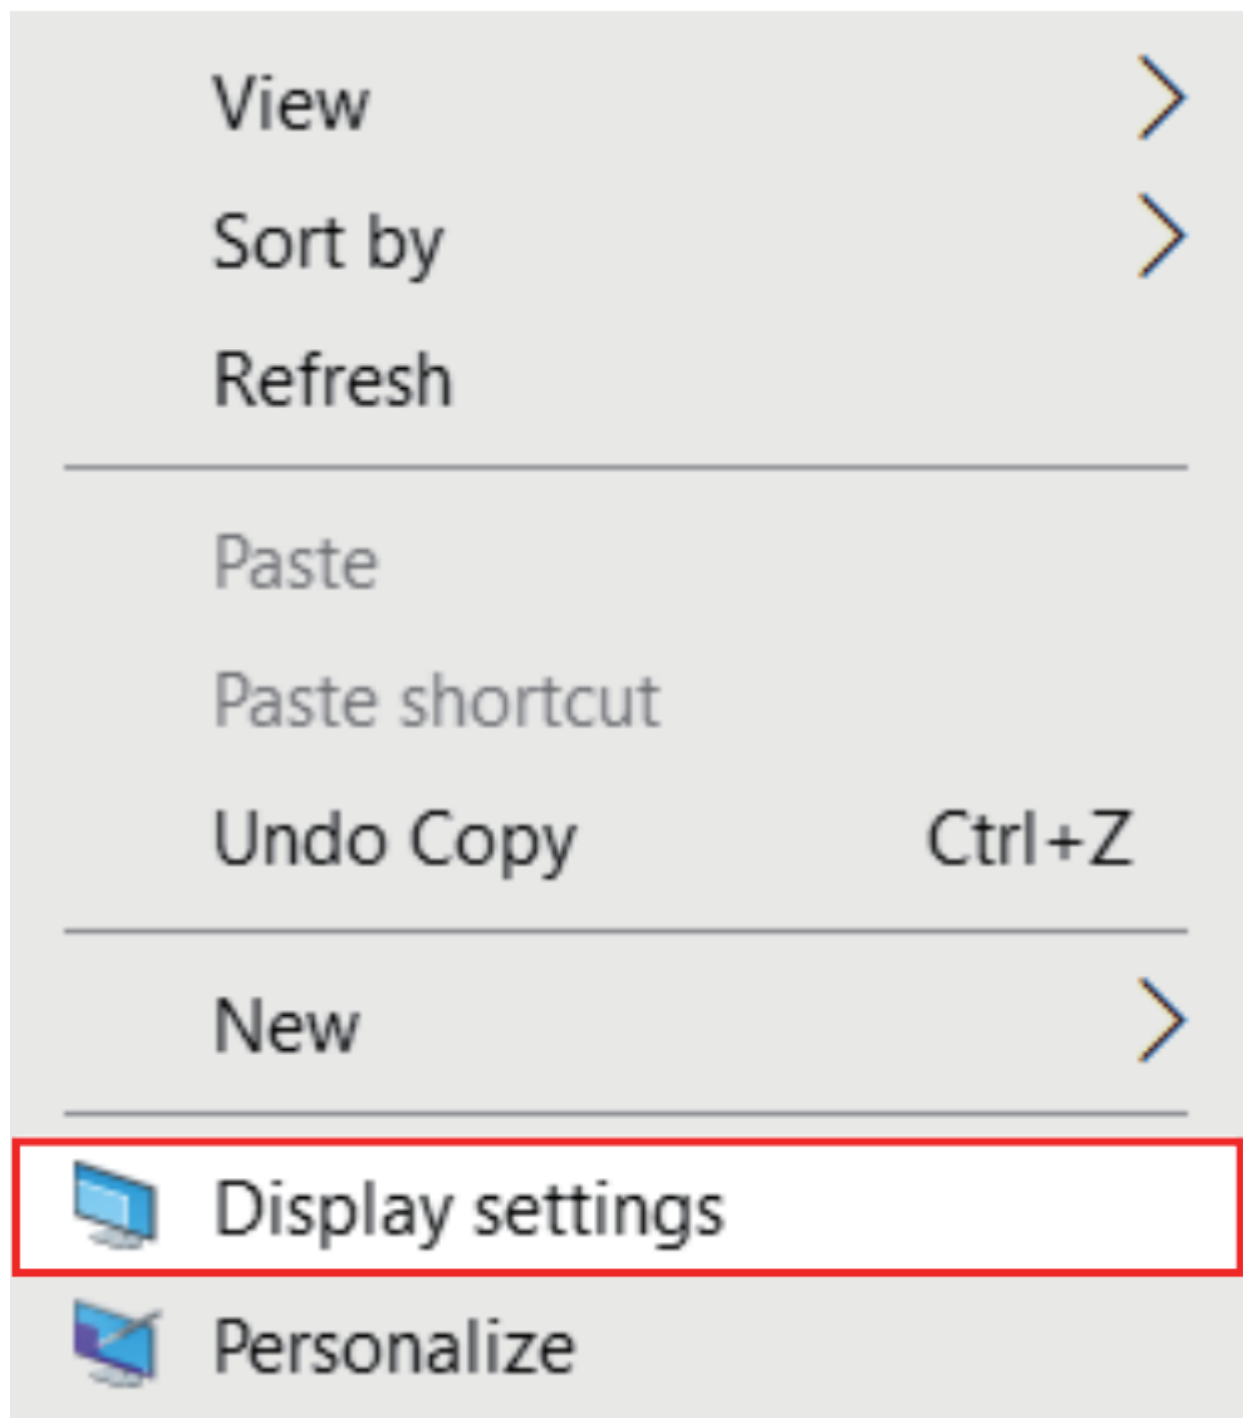 View
Sort by
Refresh
Paste
Paste shortcut
Undo Copy Ctrl+Z
New
Display settings
Personalize